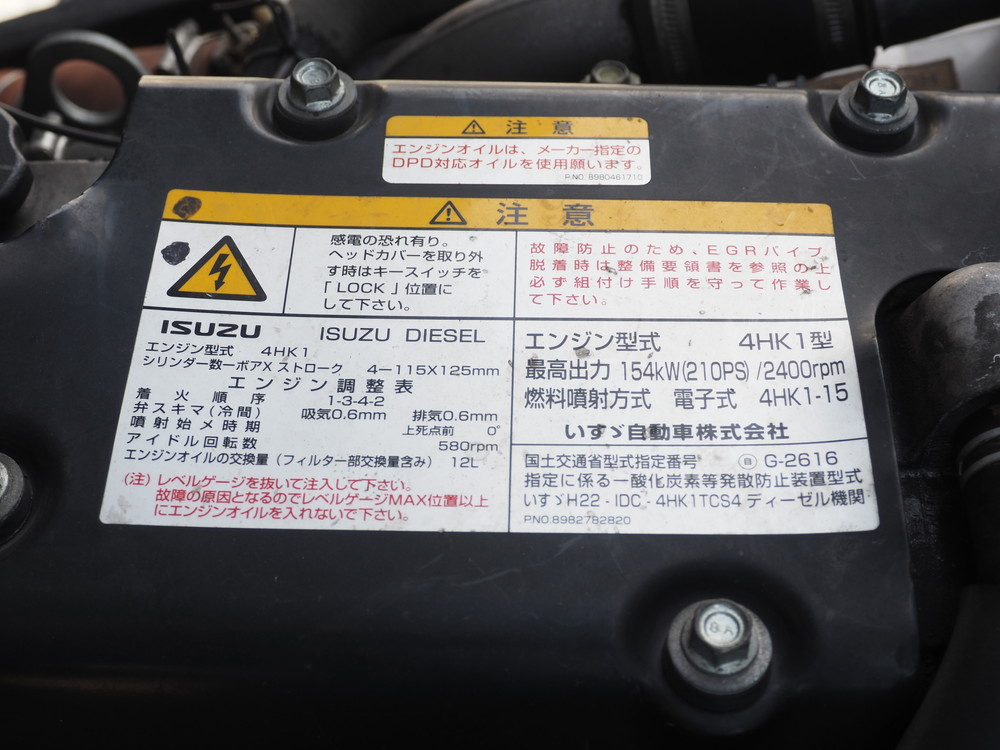 ⚠ 注意
エンジンオイルは、メーカー指定の
DPD対応オイルを使用願います。
P.NO. 8980461710
⚠ 注意
感電の恐れ有り。
ヘッドカバーを取り外
す時はキースイッチを
「LOCK」位置に
して下さい。
故障防止のため、EGRパイプ
脱着時は整備要領書を参照の上
必ず組付け手順を守って作業し
て下さい。
ISUZU ISUZU DIESEL
エンジン型式 4HK1
シリンダー数ーボアXストローク 4ー115X125mm
エンジン調整表
着火順序 1-3-4-2
弁スキマ(冷間) 吸気0.6mm 排気0.6mm
噴射始メ時期 上死点前 0°
アイドル回転数 580rpm
エンジンオイルの交換量(フィルター部交換量含み) 12L
(注)レベルゲージを抜いて注入して下さい。
故障の原因となるのでレベルゲージMAX位置以上
にエンジンオイルを入れないで下さい。
エンジン型式 4HK1型
最高出力 154kW(210PS)/2400rpm
燃料噴射方式 電子式 4HK1-15
いすゞ自動車株式会社
国土交通省型式指定番号 ㊀自 G-2616
指定に係る一酸化炭素等発散防止装置型式
いすゞH22-IDC-4HK1TCS4ディーゼル機関
P.NO.8982782820
8.A
8.A